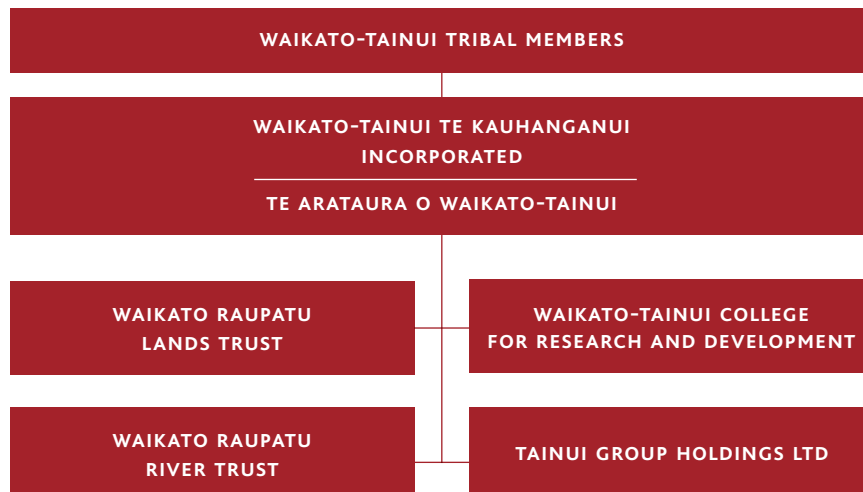 WAIKATO-TAINUI TRIBAL MEMBERS
WAIKATO-TAINUI TE KAUHANGANUI
INCORPORATED
TE ARATAURA O WAIKATO-TAINUI
WAIKATO RAUPATU
LANDS TRUST
WAIKATO-TAINUI COLLEGE
FOR RESEARCH AND DEVELOPMENT
WAIKATO RAUPATU
RIVER TRUST
TAINUI GROUP HOLDINGS LTD